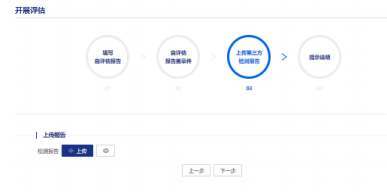 开展评估
填写
自评估报告
自评估
报告盖章件
上传第三方
检测报告
提示说明
01
02
03
04
上传报告
检测报告
上传
上一步
下一步